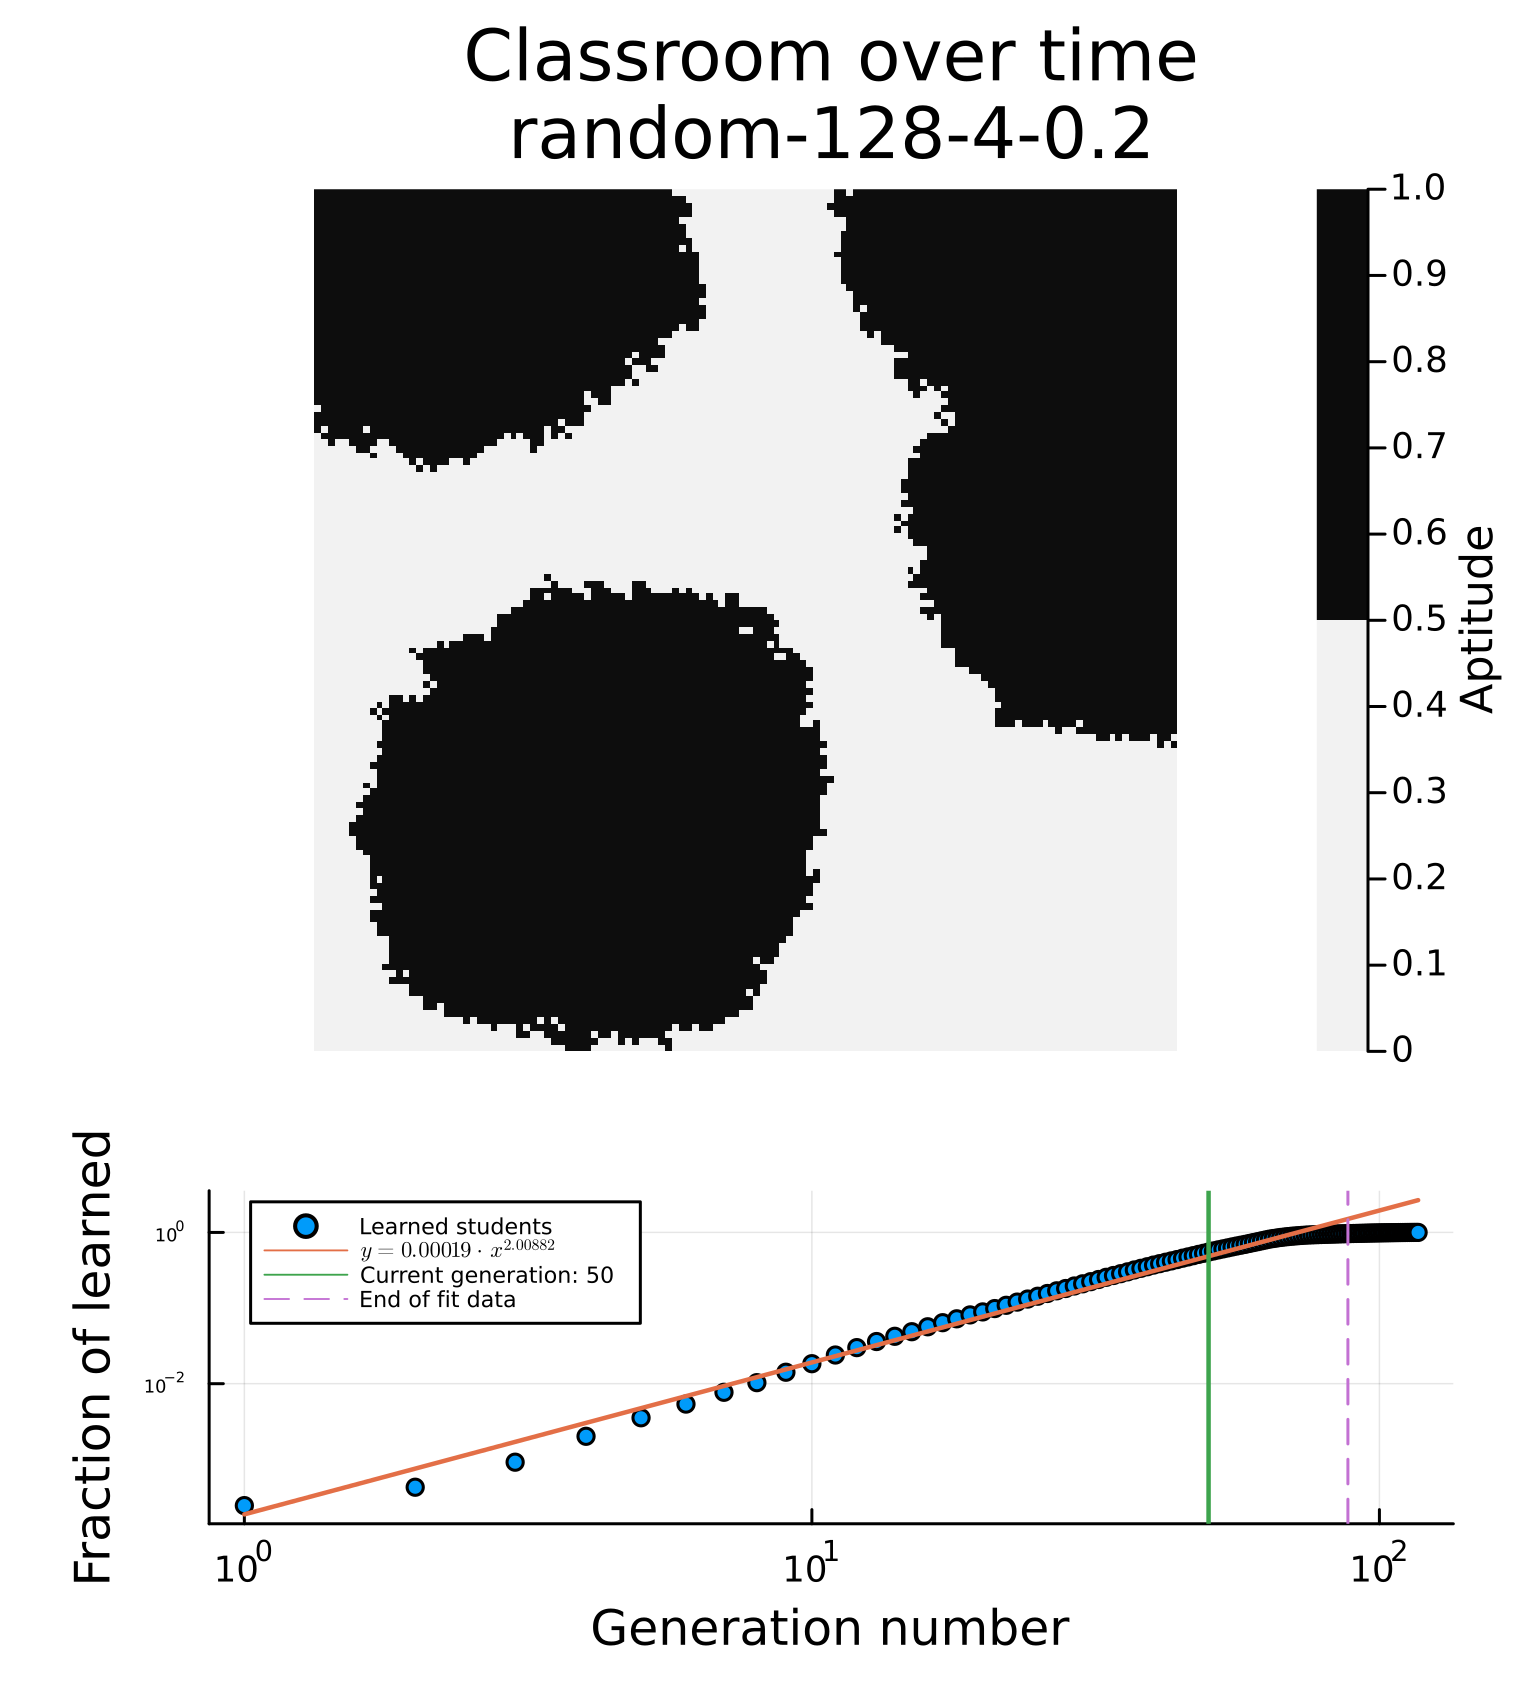 Classroom over time
random-128-4-0.2
1.0
0.9
0.8
0.7
0.6
0.5
0.4
0.3
0.2
0.1
0
Aptitude
Fraction of learned
10⁰
10⁻²
Learned students
y = 0.00019 · x^2.00882
Current generation: 50
End of fit data
10⁰
10¹
10²
Generation number